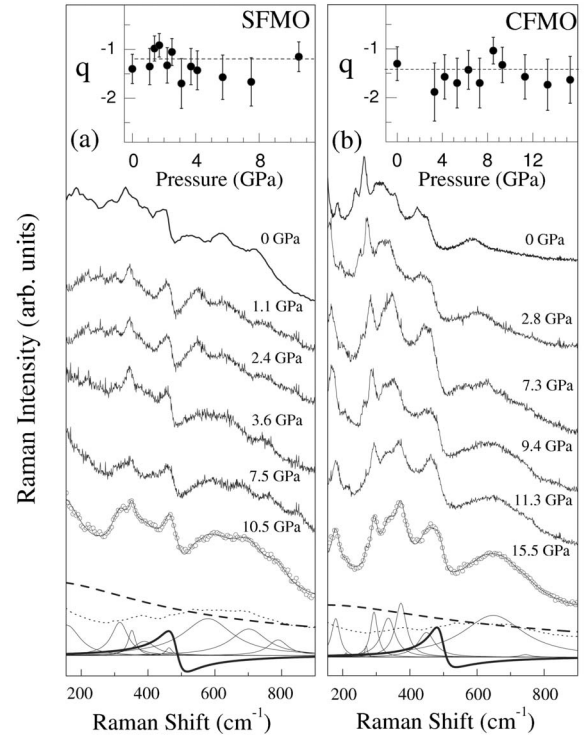 SFMO
q
-1
-2
(a)
0 4 8
Pressure (GPa)
0 GPa
1.1 GPa
2.4 GPa
3.6 GPa
7.5 GPa
10.5 GPa
200 400 600 800
Raman Shift (cm-1)
Raman Intensity (arb. units)
CFMO
q
-1
-2
(b)
0 4 8 12
Pressure (GPa)
0 GPa
2.8 GPa
7.3 GPa
9.4 GPa
11.3 GPa
15.5 GPa
200 400 600 800
Raman Shift (cm-1)